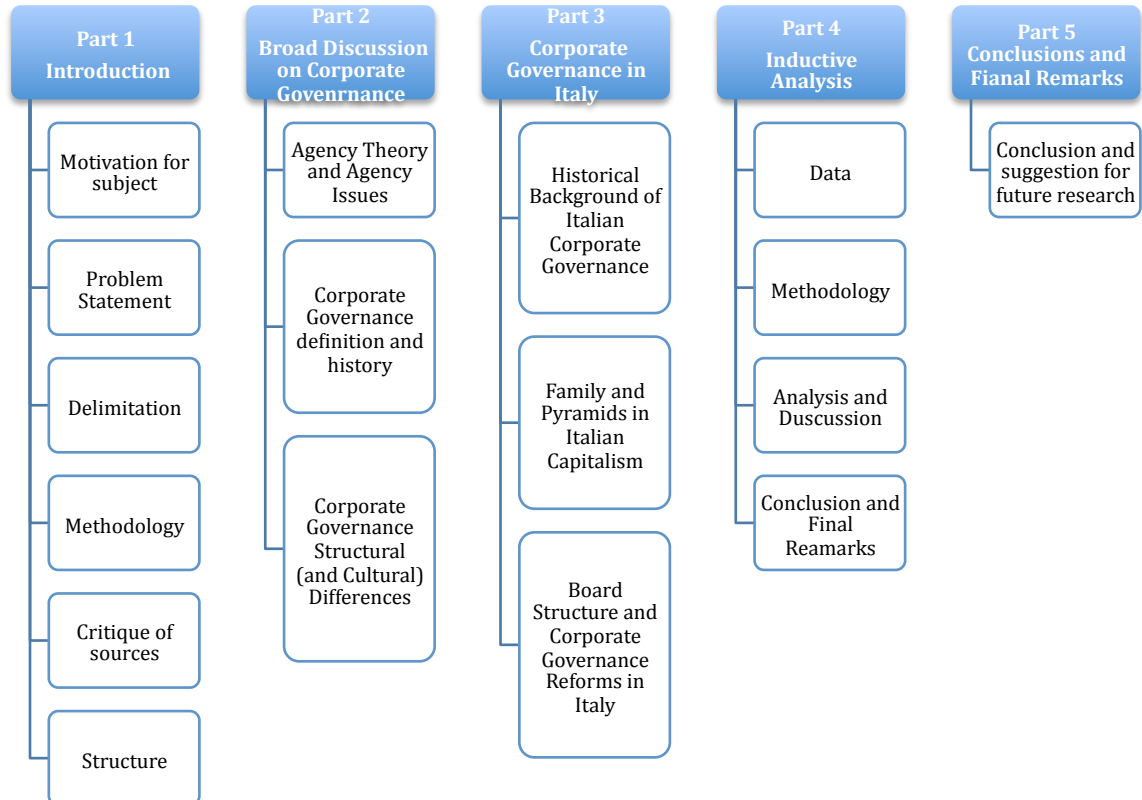 Part 1
Introduction
Motivation for
subject
Problem
Statement
Delimitation
Methodology
Critique of
sources
Structure
Part 2
Broad Discussion
on Corporate
Govenrnance
Agency Theory
and Agency
Issues
Corporate
Governance
definition and
history
Corporate
Governance
Structural
(and Cultural)
Differences
Part 3
Corporate
Governance in
Italy
Historical
Background of
Italian
Corporate
Governance
Family and
Pyramids in
Italian
Capitalism
Board
Structure and
Corporate
Governance
Reforms in
Italy
Part 4
Inductive
Analysis
Data
Methodology
Analysis and
Duscussion
Conclusion and
Final
Reamarks
Part 5
Conclusions and
Fianal Remarks
Conclusion and
suggestion for
future research